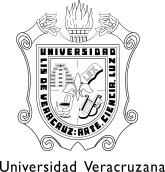 UNIVERSIDAD
LIS DE VERACRUZ: ARTE, CIENCIA, LUZ
Universidad Veracruzana